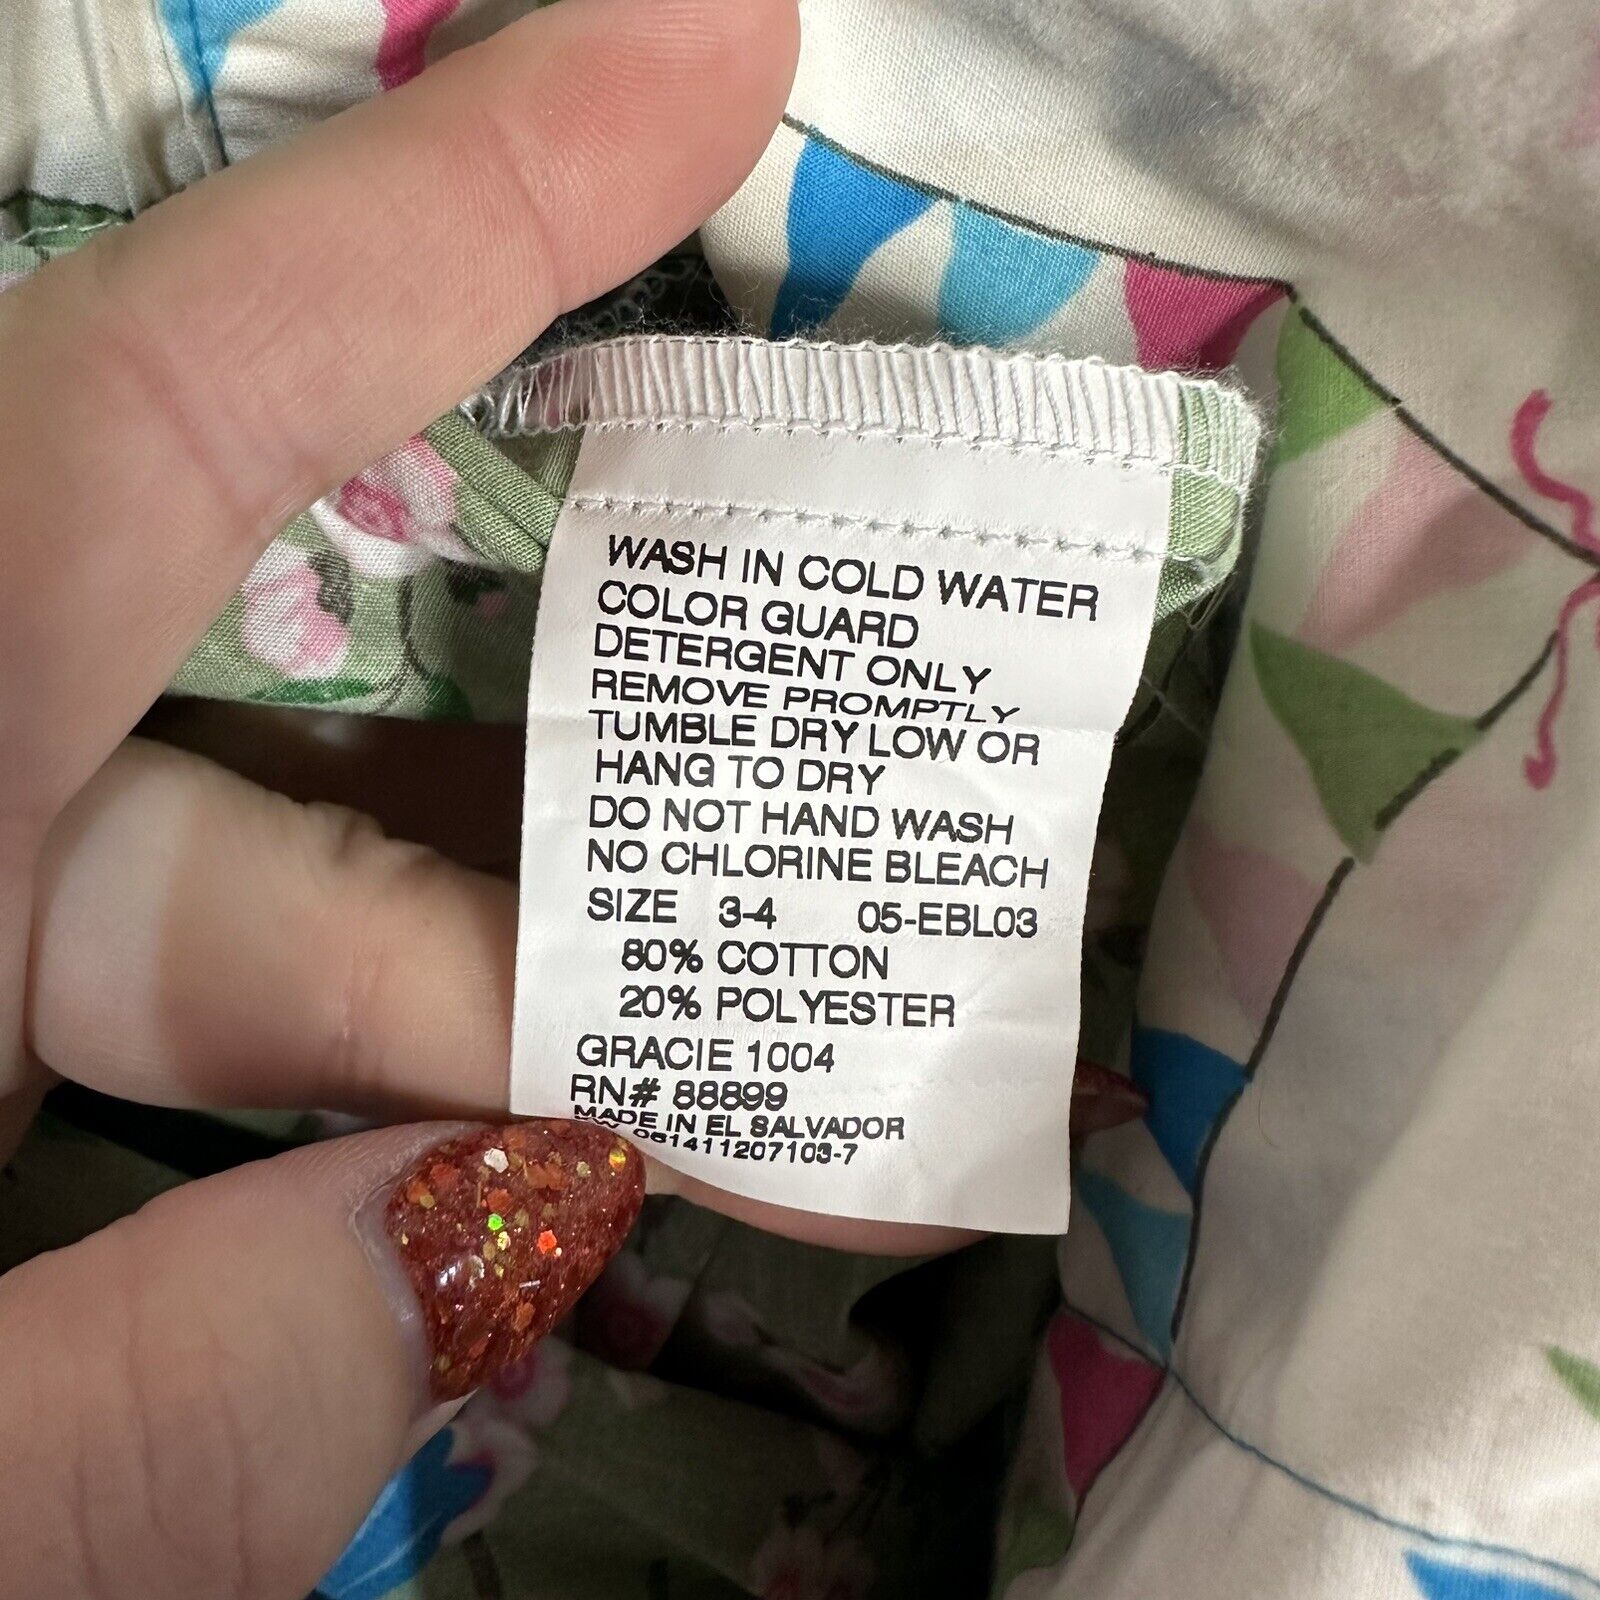 WASH IN COLD WATER
COLOR GUARD
DETERGENT ONLY
REMOVE PROMPTLY
TUMBLE DRY LOW OR
HANG TO DRY
DO NOT HAND WASH
NO CHLORINE BLEACH
SIZE 3-4 05-EBL03
80% COTTON
20% POLYESTER
GRACIE 1004
RN# 88899
MADE IN EL SALVADOR
061411207103-7